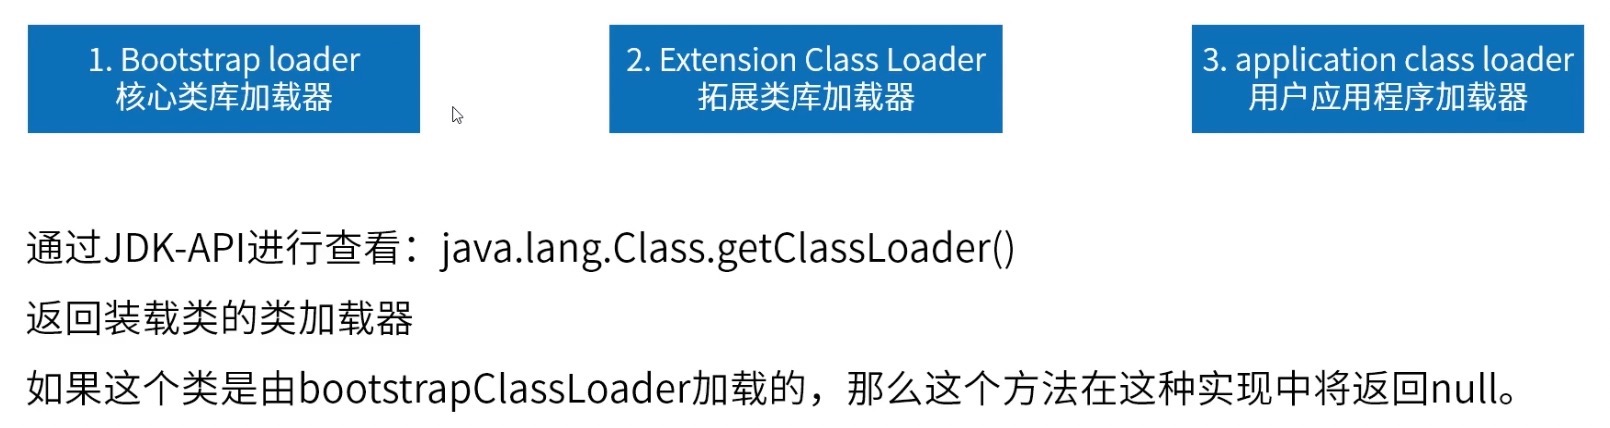 1. Bootstrap loader
核心类库加载器
2. Extension Class Loader
拓展类库加载器
3. application class loader
用户应用程序加载器
通过JDK-API进行查看：java.lang.Class.getClassLoader()
返回装载类的类加载器
如果这个类是由bootstrapClassLoader加载的，那么这个方法在这种实现中将返回null。